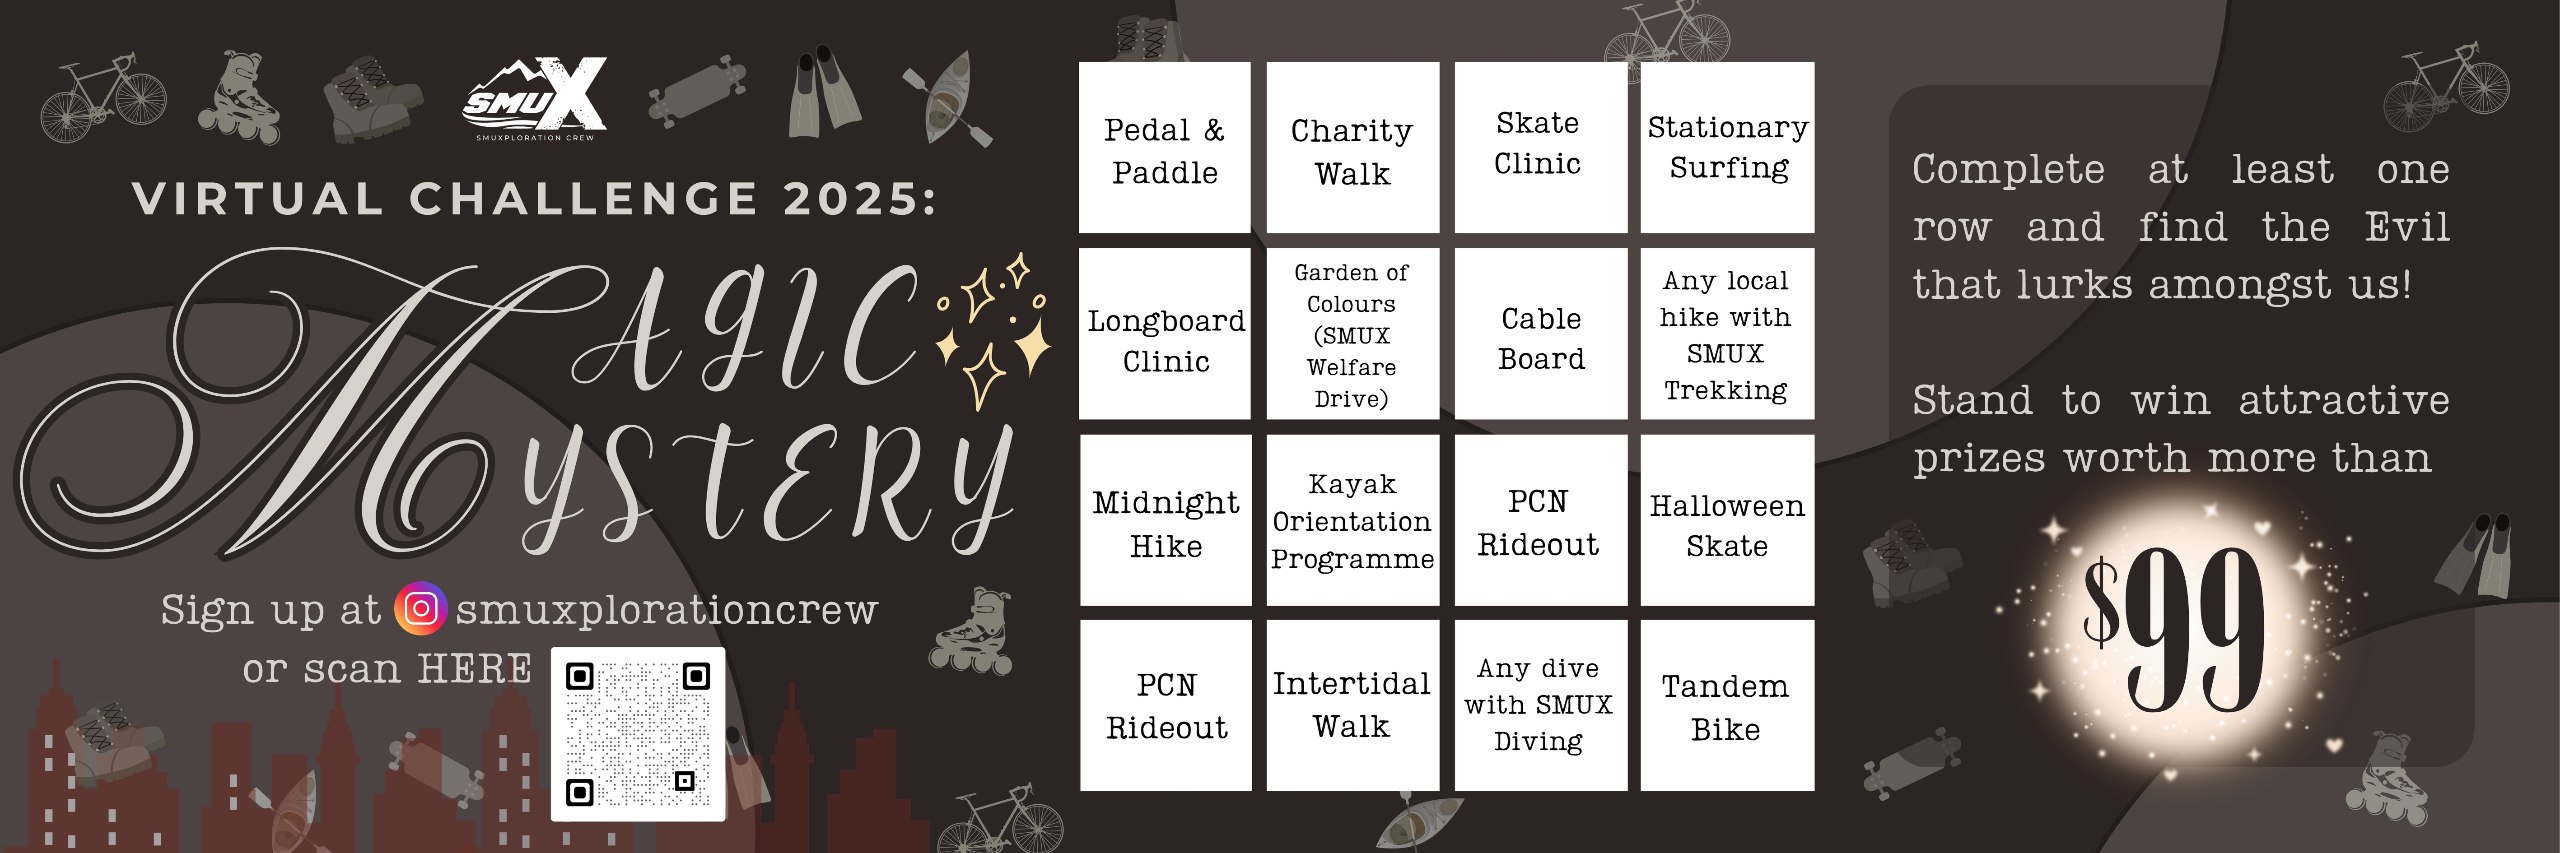 SMUX
SMUXPLORATION CREW
VIRTUAL CHALLENGE 2025:
MAGIC
MYSTERY
Sign up at smuxplorationcrew
or scan HERE
Pedal &
Paddle
Charity
Walk
Skate
Clinic
Stationary
Surfing
Longboard
Clinic
Garden of
Colours
(SMUX
Welfare
Drive)
Cable
Board
Any local
hike with
SMUX
Trekking
Midnight
Hike
Kayak
Orientation
Programme
PCN
Rideout
Halloween
Skate
PCN
Rideout
Intertidal
Walk
Any dive
with SMUX
Diving
Tandem
Bike
Complete at least one
row and find the Evil
that lurks amongst us!
Stand to win attractive
prizes worth more than
$99